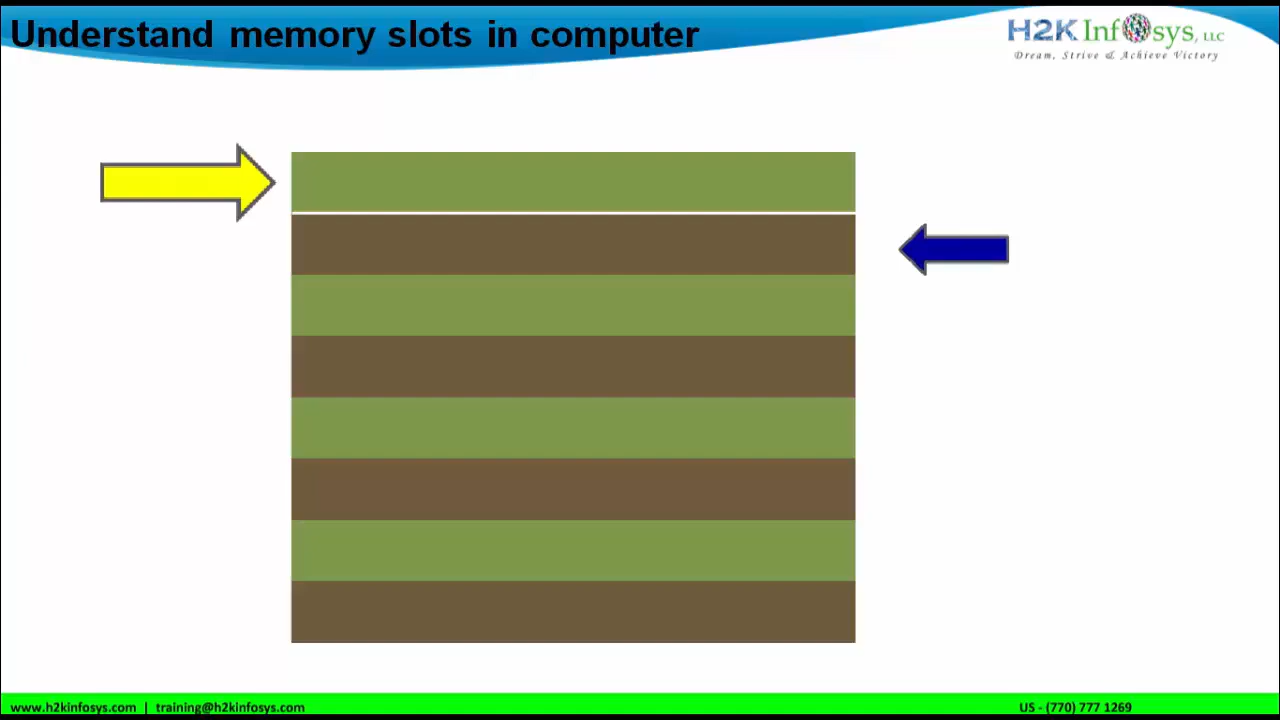 Understand memory slots in computer
H2K Infosys, LLC
Dream, Strive & Achieve Victory
www.h2kinfosys.com | training@h2kinfosys.com
US - (770) 777 1269